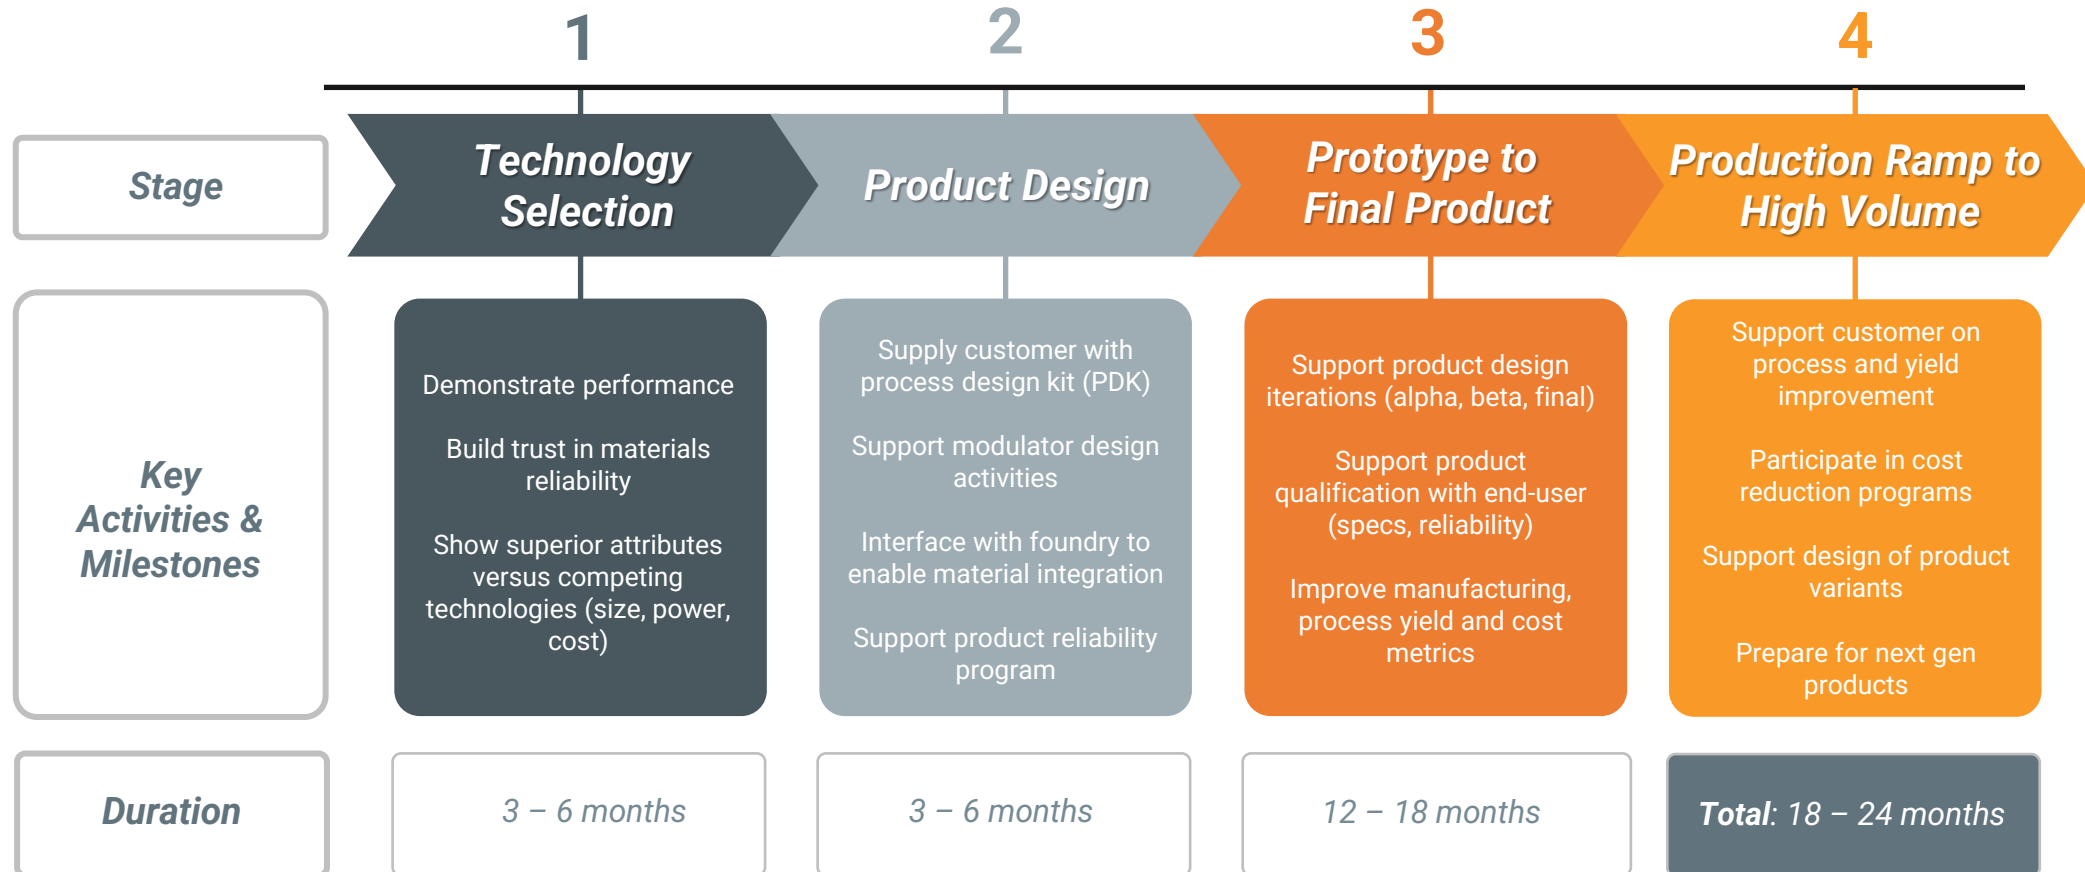 1
2
3
4
Stage
Technology
Selection
Product Design
Prototype to
Final Product
Production Ramp to
High Volume
Key
Activities &
Milestones
Demonstrate performance
Build trust in materials
reliability
Show superior attributes
versus competing
technologies (size, power,
cost)
Supply customer with
process design kit (PDK)
Support modulator design
activities
Interface with foundry to
enable material integration
Support product reliability
program
Support product design
iterations (alpha, beta, final)
Support product
qualification with end-user
(specs, reliability)
Improve manufacturing,
process yield and cost
metrics
Support customer on
process and yield
improvement
Participate in cost
reduction programs
Support design of product
variants
Prepare for next gen
products
Duration
3 – 6 months
3 – 6 months
12 – 18 months
Total: 18 – 24 months